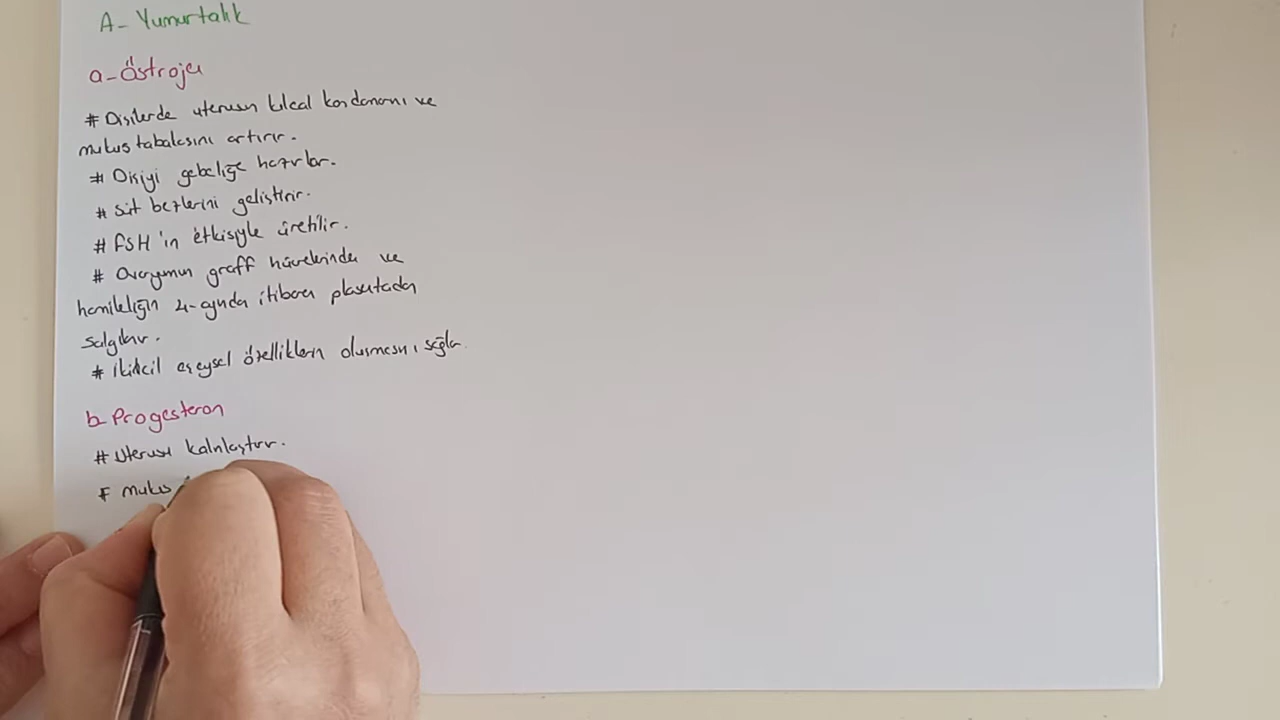 A- Yumurtalık
a- Östrojen
# Dişilerde uterusun kılcal kan damarı ve
mukus tabakasını artırır.
# Dişiyi gebeliğe hazırlar.
# Süt bezlerini geliştirir.
# FSH'ın etkisiyle üretilir.
# Ovaryumun graff hücrelerinden ve
hamileliğin 4. ayında itibaren plasentadan
salgılanır.
# İkincil eşeysel özelliklerin oluşmasını sağlar.
b- Progesteron
# Uterusu kalınlaştırır.
# mukus